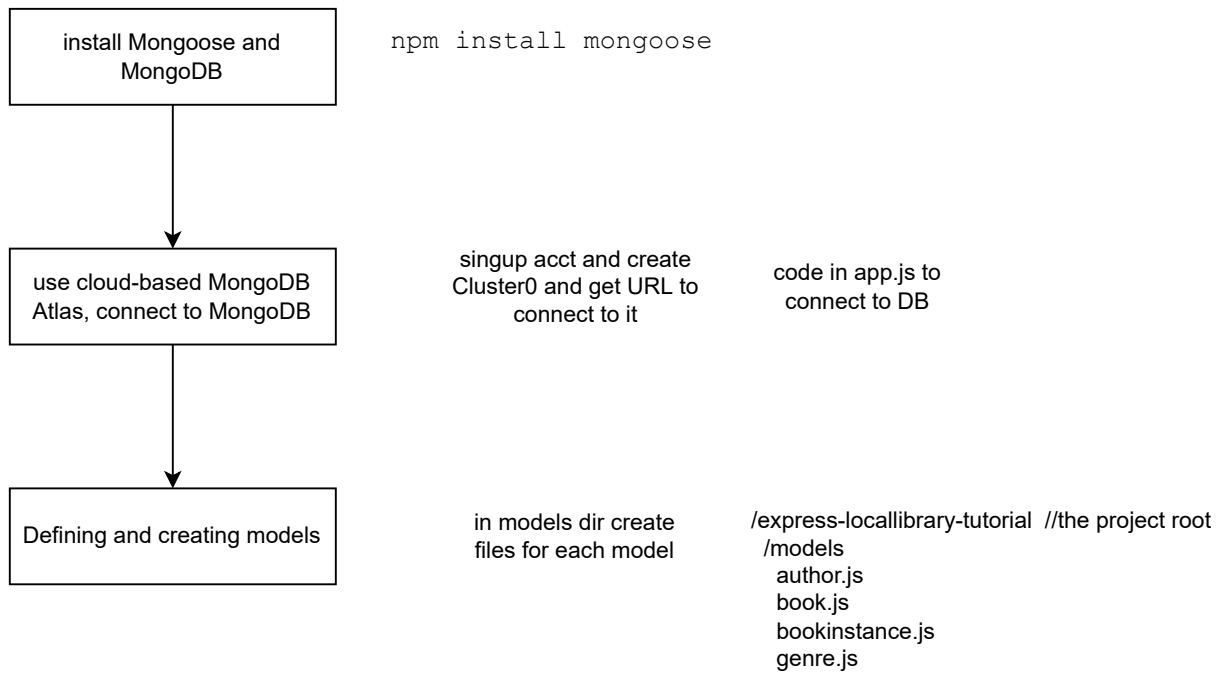 install Mongoose and
MongoDB
npm install mongoose
use cloud-based MongoDB
Atlas, connect to MongoDB
singup acct and create
Cluster0 and get URL to
connect to it
code in app.js to
connect to DB
Defining and creating models
in models dir create
files for each model
/express-locallibrary-tutorial  //the project root
  /models
    author.js
    book.js
    bookinstance.js
    genre.js